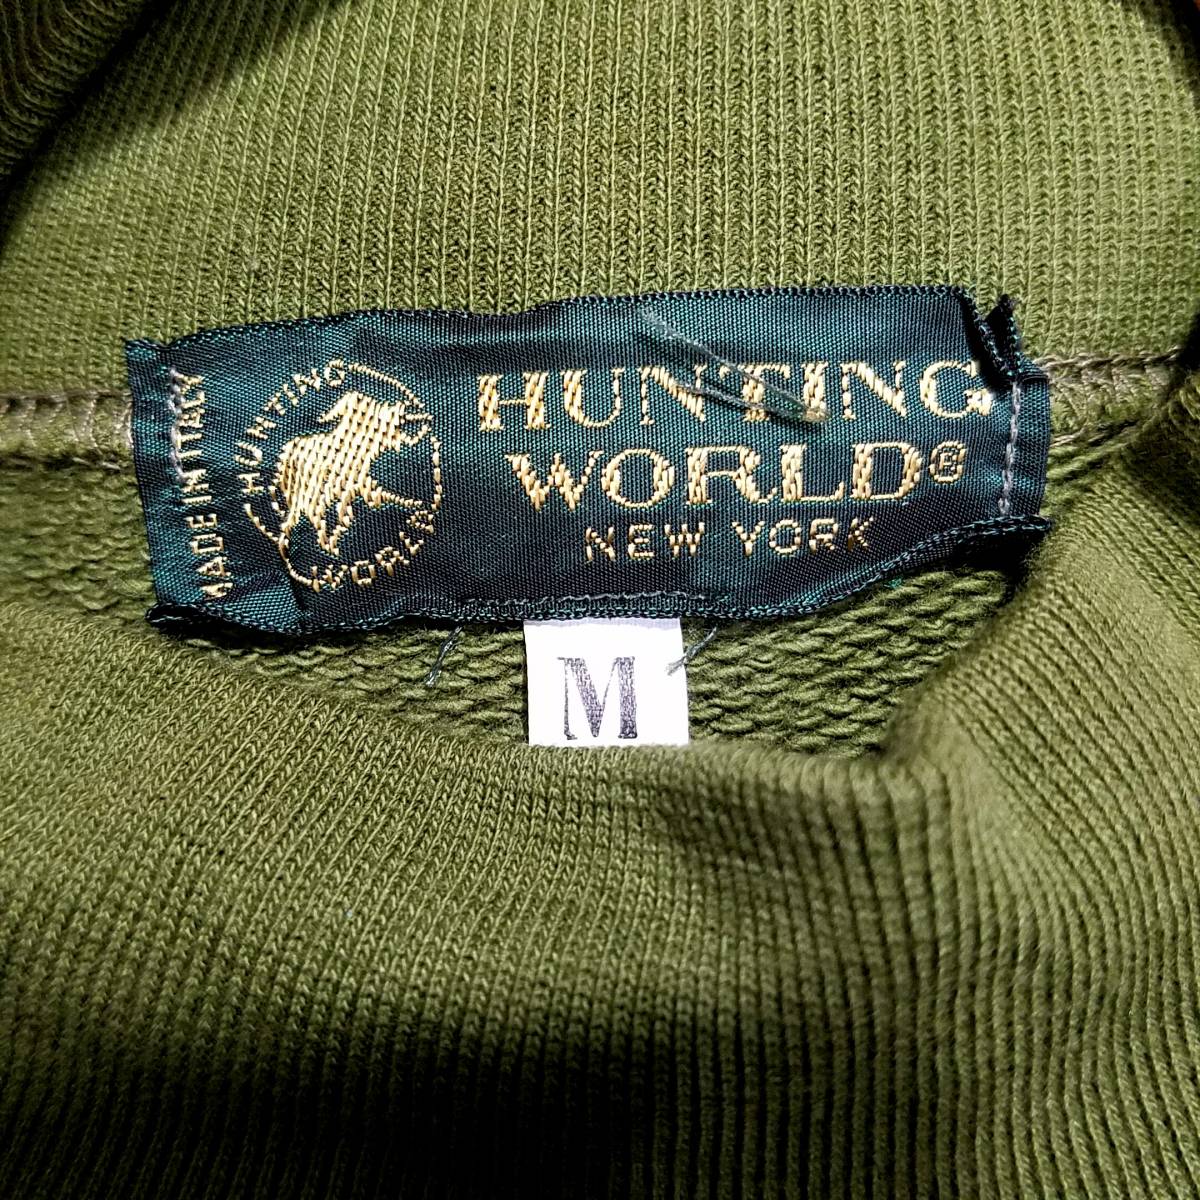 MADE IN ITALY
HUNTING
WORLD
HUNTING
WORLD®
NEW YORK
M